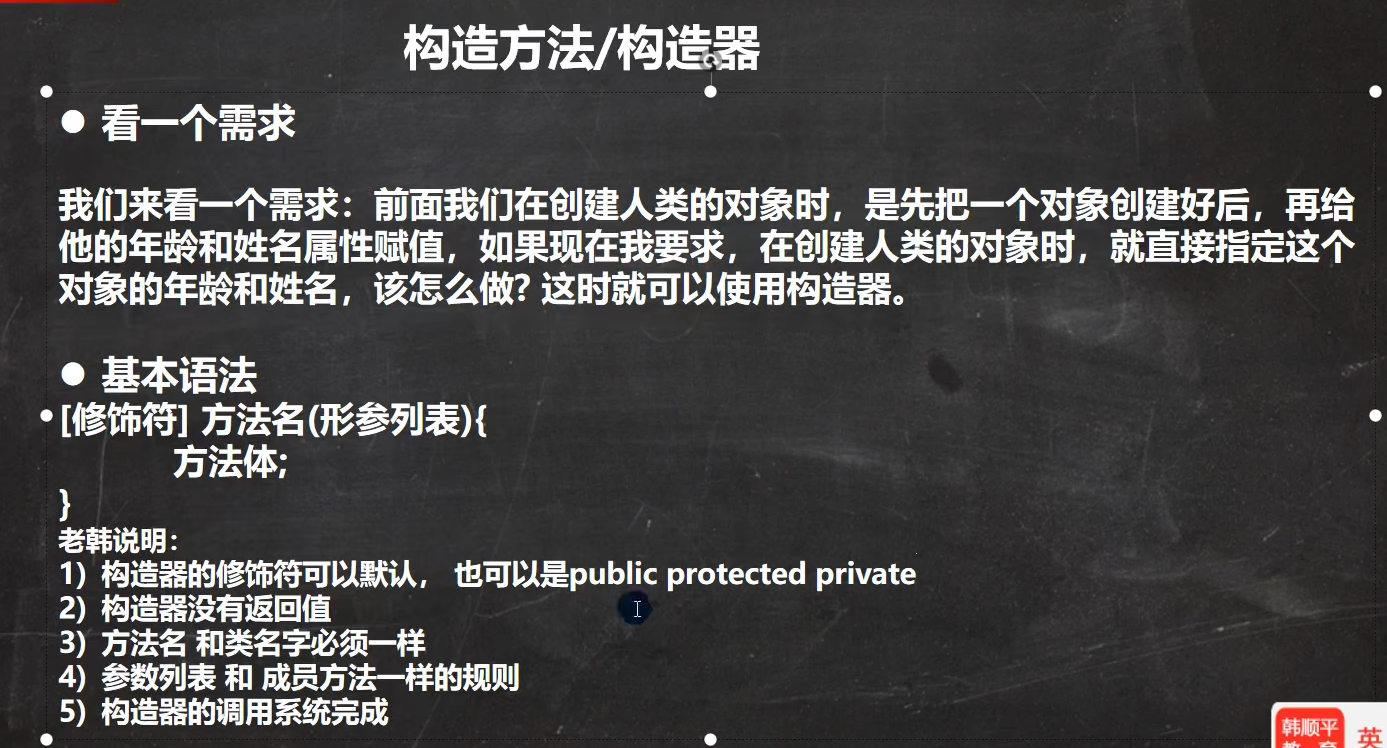 构造方法/构造器
● 看一个需求
我们来看一个需求：前面我们在创建人类的对象时，是先把一个对象创建好后，再给
他的年龄和姓名属性赋值，如果现在我要求，在创建人类的对象时，就直接指定这个
对象的年龄和姓名，该怎么做? 这时就可以使用构造器。
● 基本语法
[修饰符] 方法名(形参列表){
方法体;
}
老韩说明：
1) 构造器的修饰符可以默认， 也可以是public protected private
2) 构造器没有返回值
3) 方法名 和类名字必须一样
4) 参数列表 和 成员方法一样的规则
5) 构造器的调用系统完成
韩顺平
英